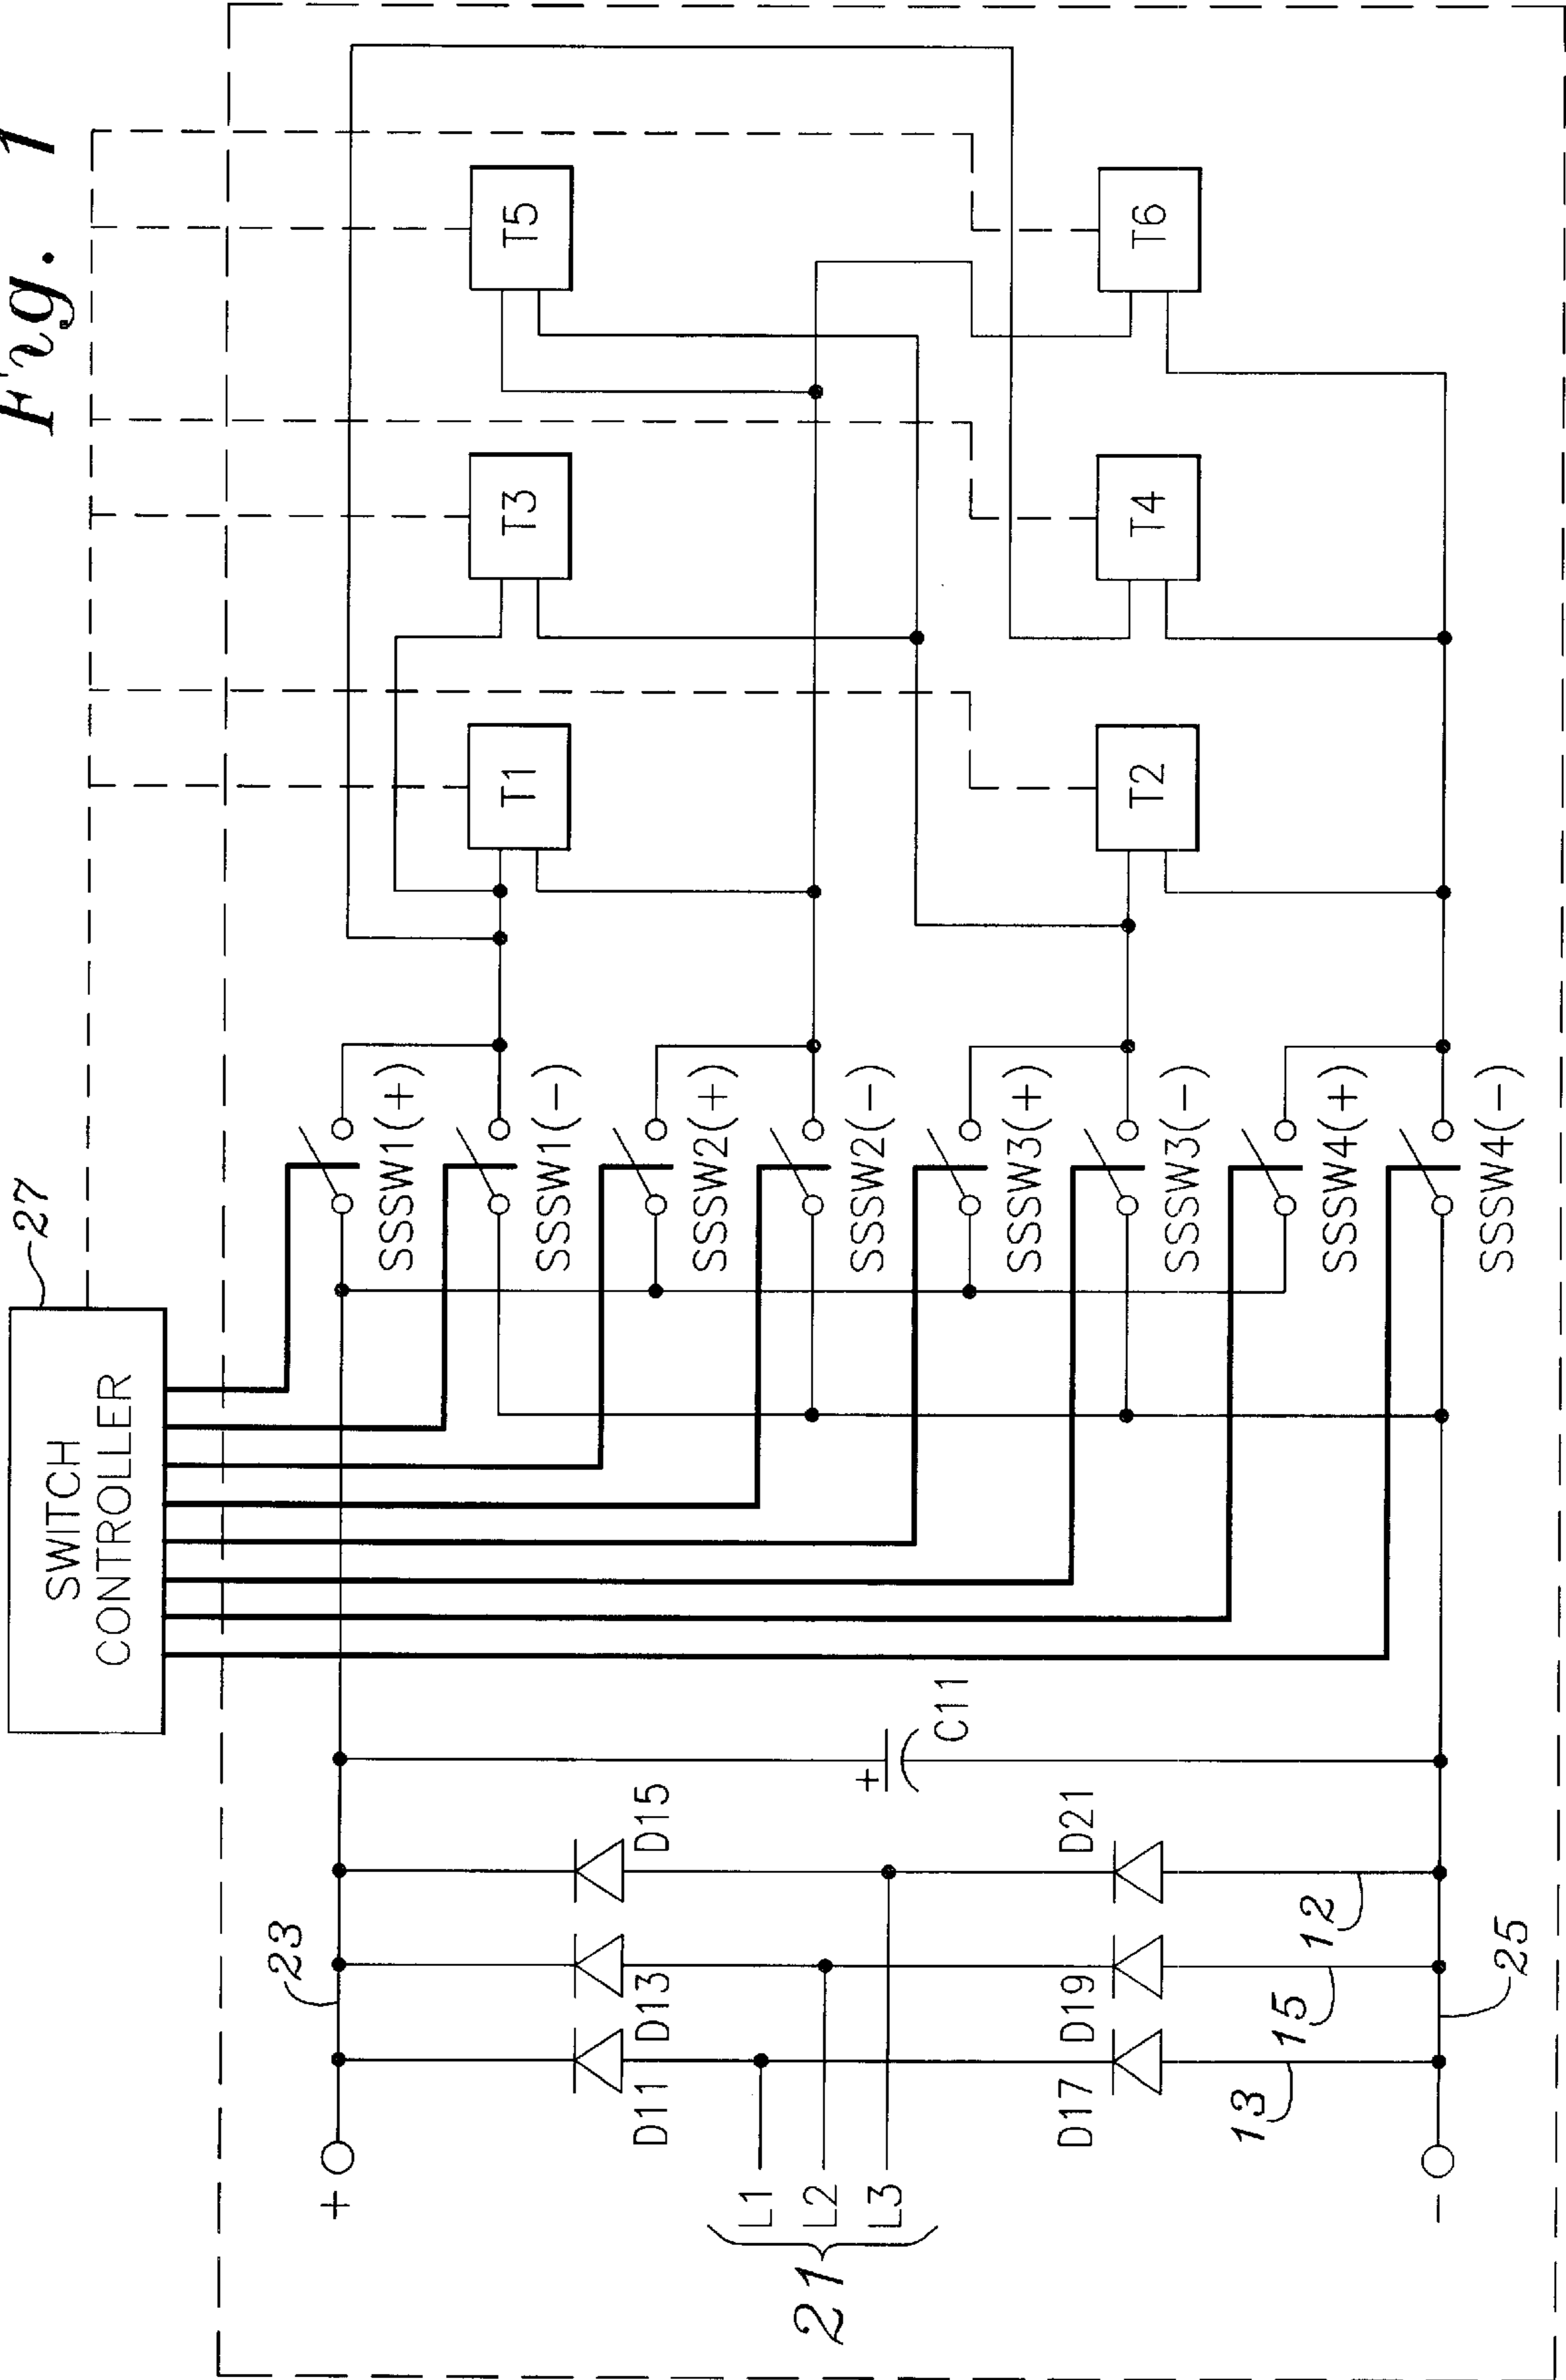 Fig. 1
27
SWITCH
CONTROLLER
23
+
D11
D13
D15
L1
L2
L3
21
+
C11
D17
D19
D21
13
15
12
25
-
SSSW1(+)
SSSW1(-)
SSSW2(+)
SSSW2(-)
SSSW3(+)
SSSW3(-)
SSSW4(+)
SSSW4(-)
T1
T3
T5
T2
T4
T6